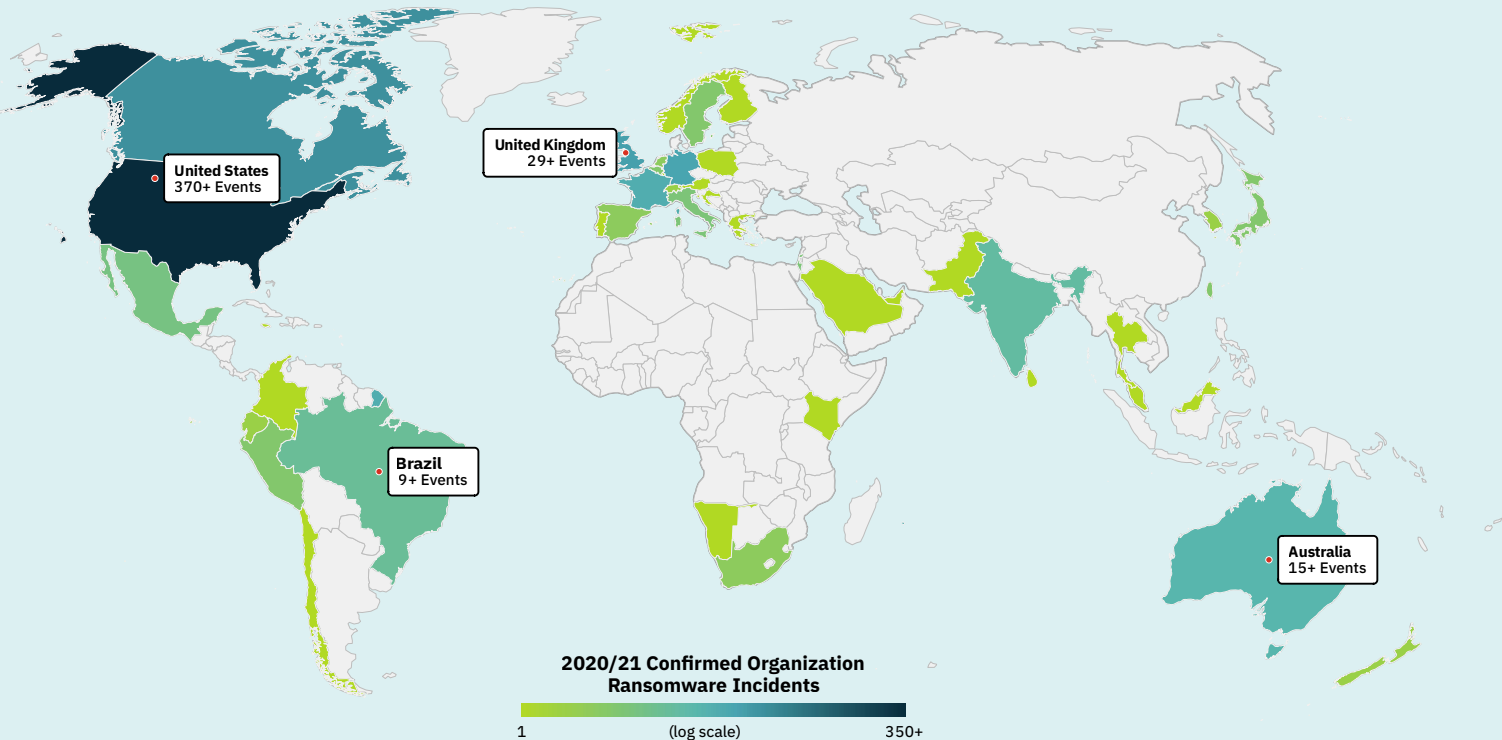 United Kingdom
29+ Events
United States
370+ Events
Brazil
9+ Events
Australia
15+ Events
2020/21 Confirmed Organization
Ransomware Incidents
1 (log scale) 350+